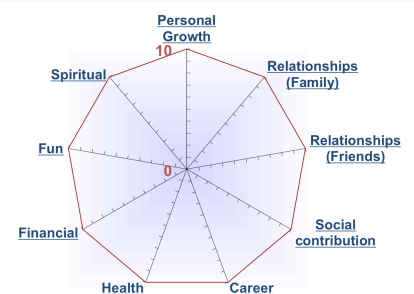 Personal
Growth
10
Relationships
(Family)
Spiritual
Relationships
(Friends)
Fun
0
Social
contribution
Financial
Health
Career